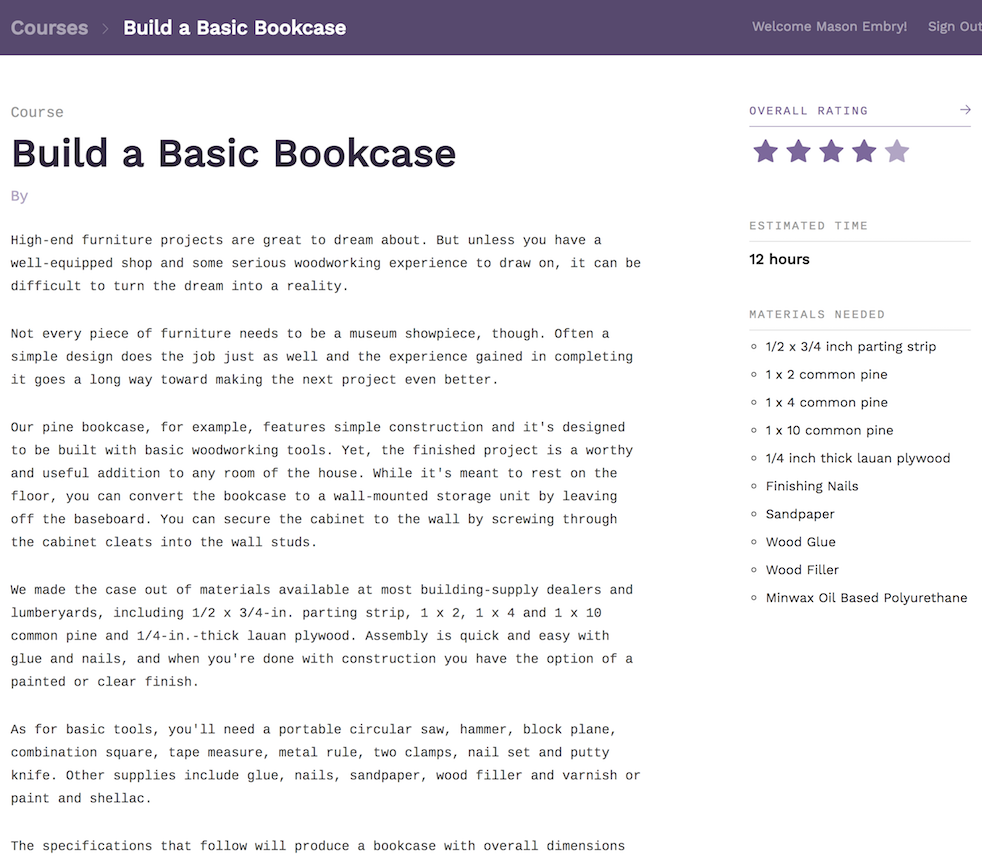 Courses > Build a Basic Bookcase
Welcome Mason Embry!
Sign Out
Course
Build a Basic Bookcase
By
High-end furniture projects are great to dream about. But unless you have a
well-equipped shop and some serious woodworking experience to draw on, it can be
difficult to turn the dream into a reality.
Not every piece of furniture needs to be a museum showpiece, though. Often a
simple design does the job just as well and the experience gained in completing
it goes a long way toward making the next project even better.
Our pine bookcase, for example, features simple construction and it's designed
to be built with basic woodworking tools. Yet, the finished project is a worthy
and useful addition to any room of the house. While it's meant to rest on the
floor, you can convert the bookcase to a wall-mounted storage unit by leaving
off the baseboard. You can secure the cabinet to the wall by screwing through
the cabinet cleats into the wall studs.
We made the case out of materials available at most building-supply dealers and
lumberyards, including 1/2 x 3/4-in. parting strip, 1 x 2, 1 x 4 and 1 x 10
common pine and 1/4-in.-thick lauan plywood. Assembly is quick and easy with
glue and nails, and when you're done with construction you have the option of a
painted or clear finish.
As for basic tools, you'll need a portable circular saw, hammer, block plane,
combination square, tape measure, metal rule, two clamps, nail set and putty
knife. Other supplies include glue, nails, sandpaper, wood filler and varnish or
paint and shellac.
The specifications that follow will produce a bookcase with overall dimensions
OVERALL RATING →
ESTIMATED TIME
12 hours
MATERIALS NEEDED
1/2 x 3/4 inch parting strip
1 x 2 common pine
1 x 4 common pine
1 x 10 common pine
1/4 inch thick lauan plywood
Finishing Nails
Sandpaper
Wood Glue
Wood Filler
Minwax Oil Based Polyurethane